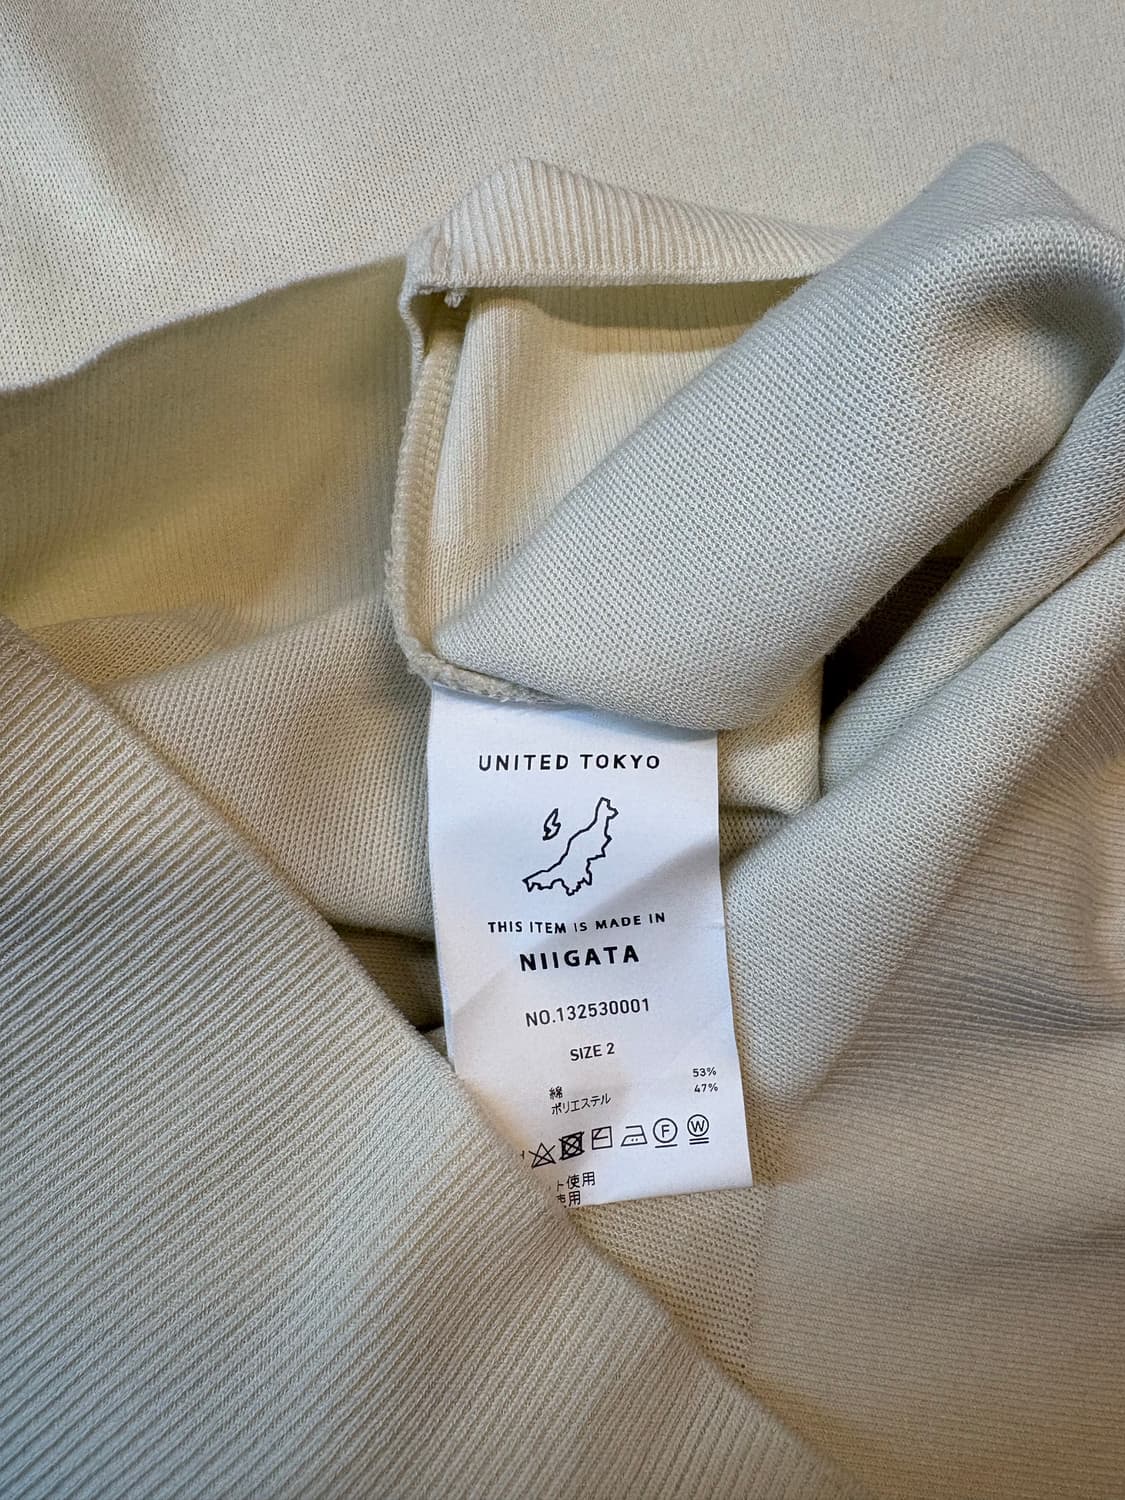 UNITED TOKYO
THIS ITEM IS MADE IN
NIIGATA
NO.132530001
SIZE 2
綿 53%
ポリエステル 47%
F W
ト使用
使用